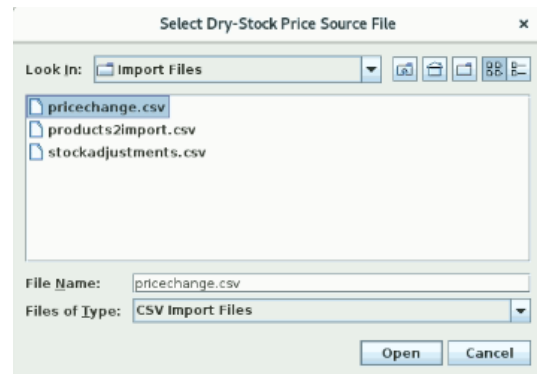 Select Dry-Stock Price Source File ×
Look In: Import Files
pricechange.csv
products2import.csv
stockadjustments.csv
File Name: pricechange.csv
Files of Type: CSV Import Files
Open Cancel